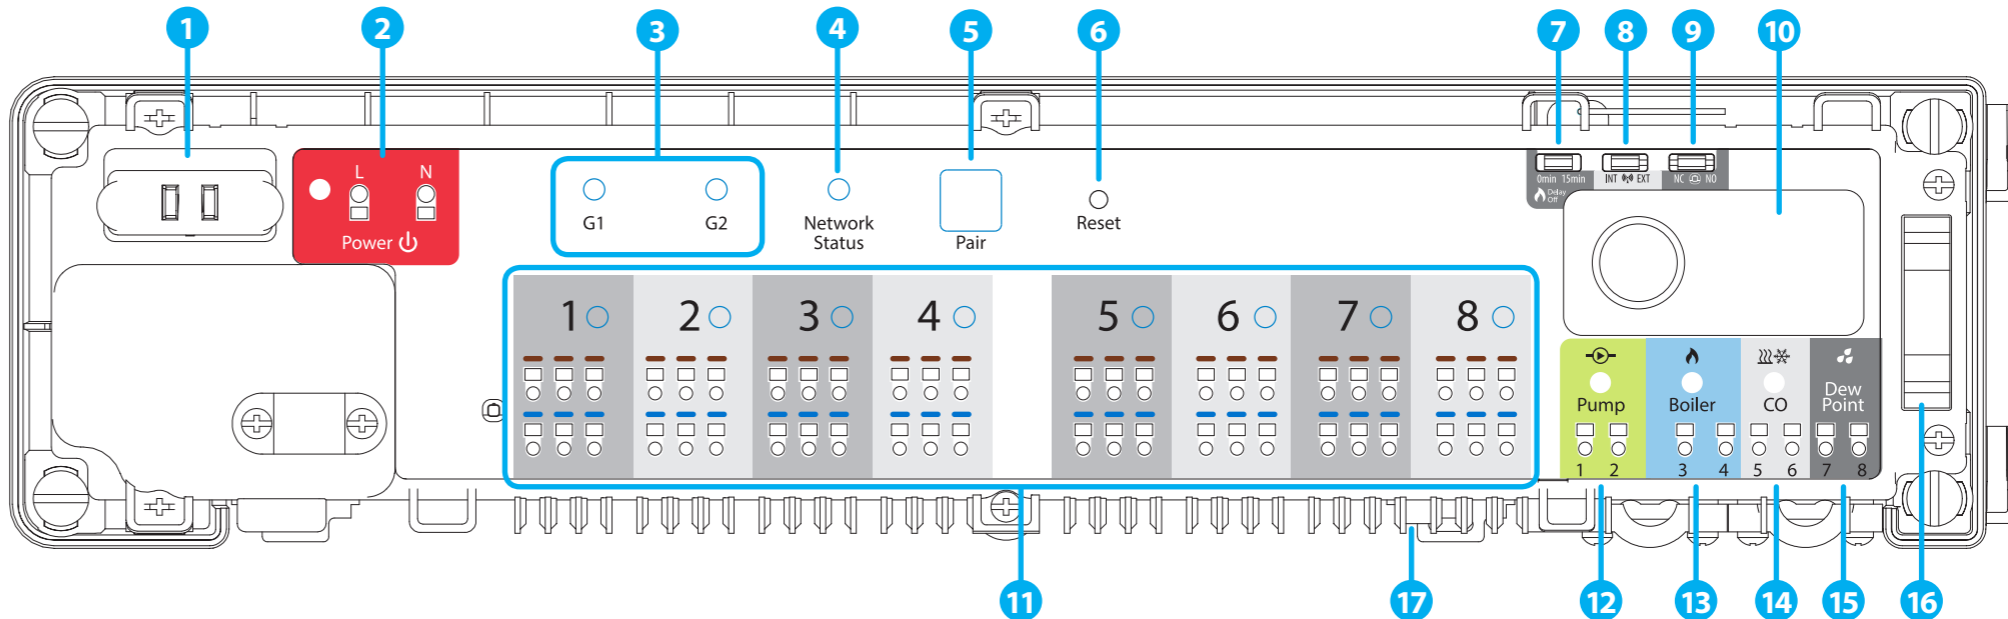 1 2 3 4 5 6 7 8 9 10
L N
Power
G1 G2
Network
Status
Pair
Reset
0min 15min
Delay
Off
INT EXT
NC NO
1 2 3 4 5 6 7 8
Pump
Boiler
CO
Dew
Point
1 2 3 4 5 6 7 8
11 17 12 13 14 15 16